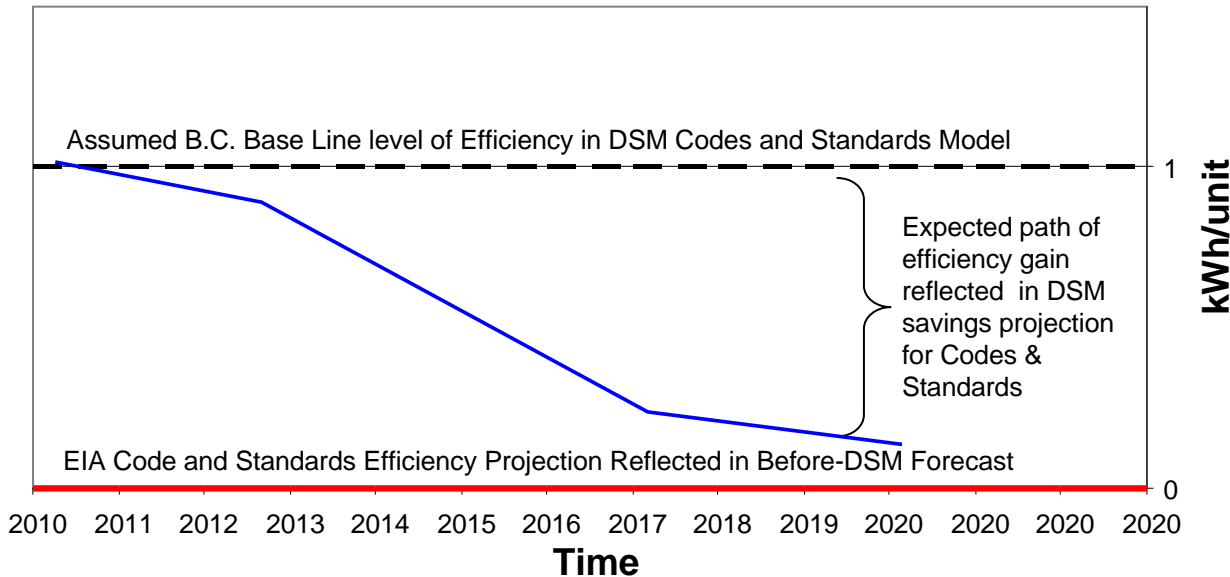 Assumed B.C. Base Line level of Efficiency in DSM Codes and Standards Model
1
kWh/unit
Expected path of
efficiency gain
reflected in DSM
savings projection
for Codes &
Standards
EIA Code and Standards Efficiency Projection Reflected in Before-DSM Forecast
0
2010 2011 2012 2013 2014 2015 2016 2017 2018 2019 2020 2020 2020 2020
Time